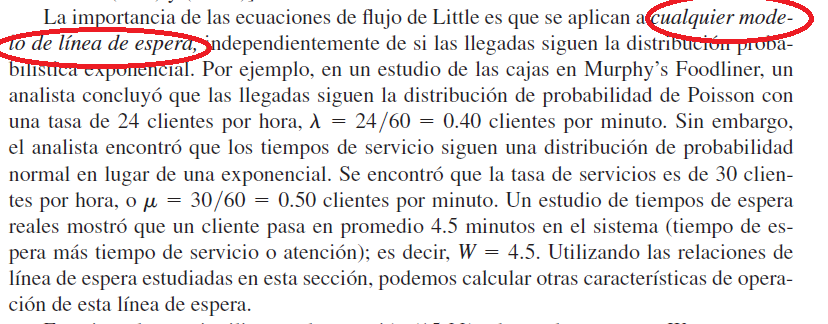 La importancia de las ecuaciones de flujo de Little es que se aplican a cualquier mode-
lo de línea de espera, independientemente de si las llegadas siguen la distribución proba-
bilística exponencial. Por ejemplo, en un estudio de las cajas en Murphy's Foodliner, un
analista concluyó que las llegadas siguen la distribución de probabilidad de Poisson con
una tasa de 24 clientes por hora, λ = 24/60 = 0.40 clientes por minuto. Sin embargo,
el analista encontró que los tiempos de servicio siguen una distribución de probabilidad
normal en lugar de una exponencial. Se encontró que la tasa de servicios es de 30 clien-
tes por hora, o μ = 30/60 = 0.50 clientes por minuto. Un estudio de tiempos de espera
reales mostró que un cliente pasa en promedio 4.5 minutos en el sistema (tiempo de es-
pera más tiempo de servicio o atención); es decir, W = 4.5. Utilizando las relaciones de
línea de espera estudiadas en esta sección, podemos calcular otras características de opera-
ción de esta línea de espera.